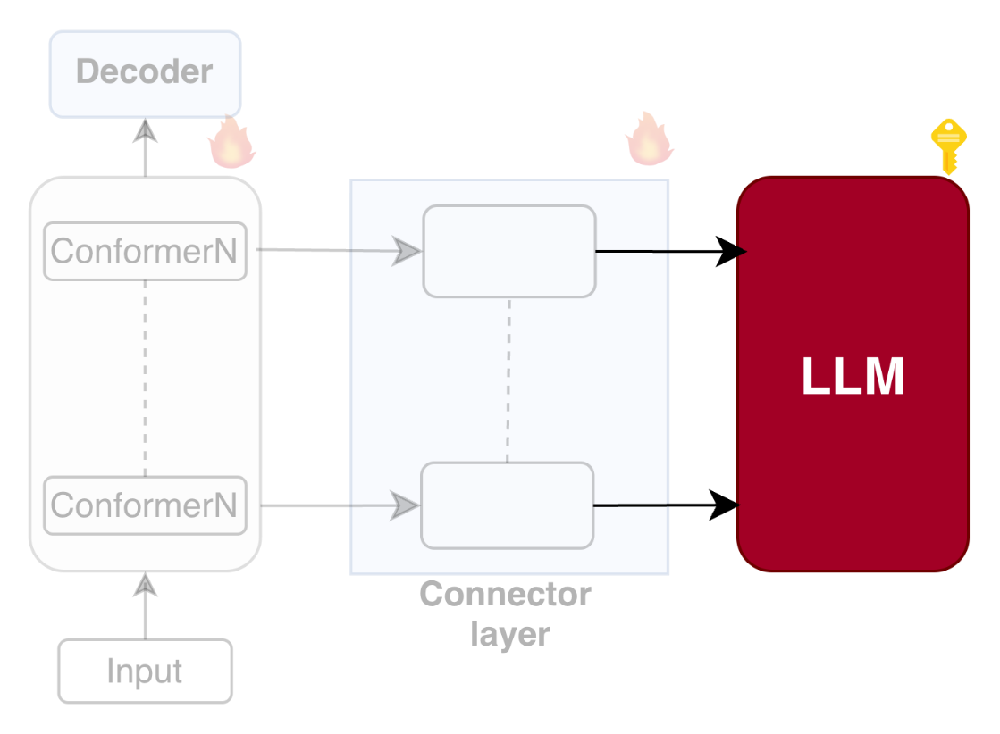 Decoder
ConformerN
ConformerN
Input
Connector
layer
LLM